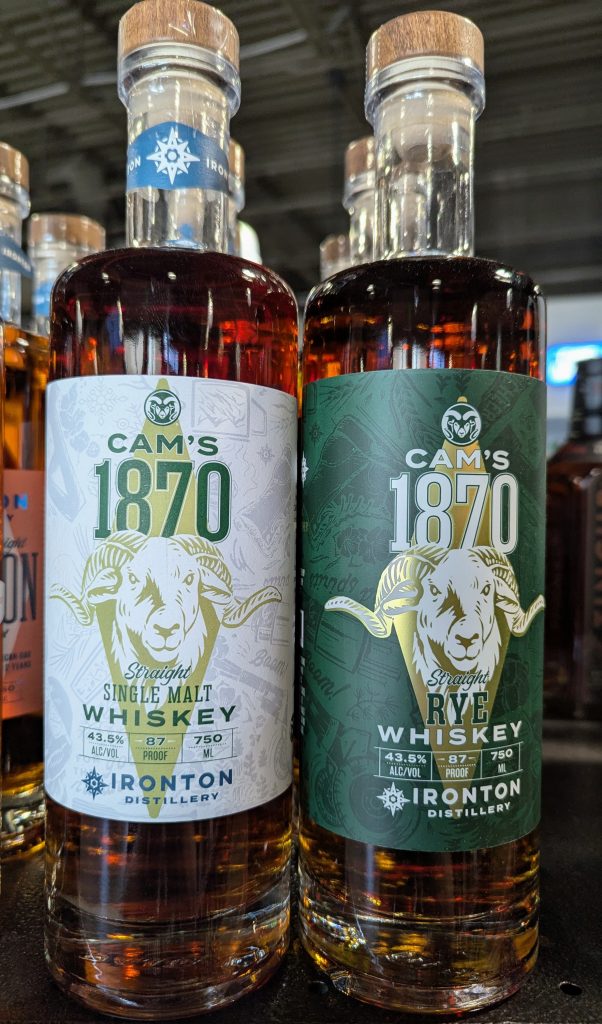 IRONTON
CAM'S
1870
Straight
SINGLE MALT
WHISKEY
43.5%
ALC/VOL
87
PROOF
750
ML
IRONTON
DISTILLERY
CAM'S
1870
Straight
RYE
WHISKEY
43.5%
ALC/VOL
87
PROOF
750
ML
IRONTON
DISTILLERY